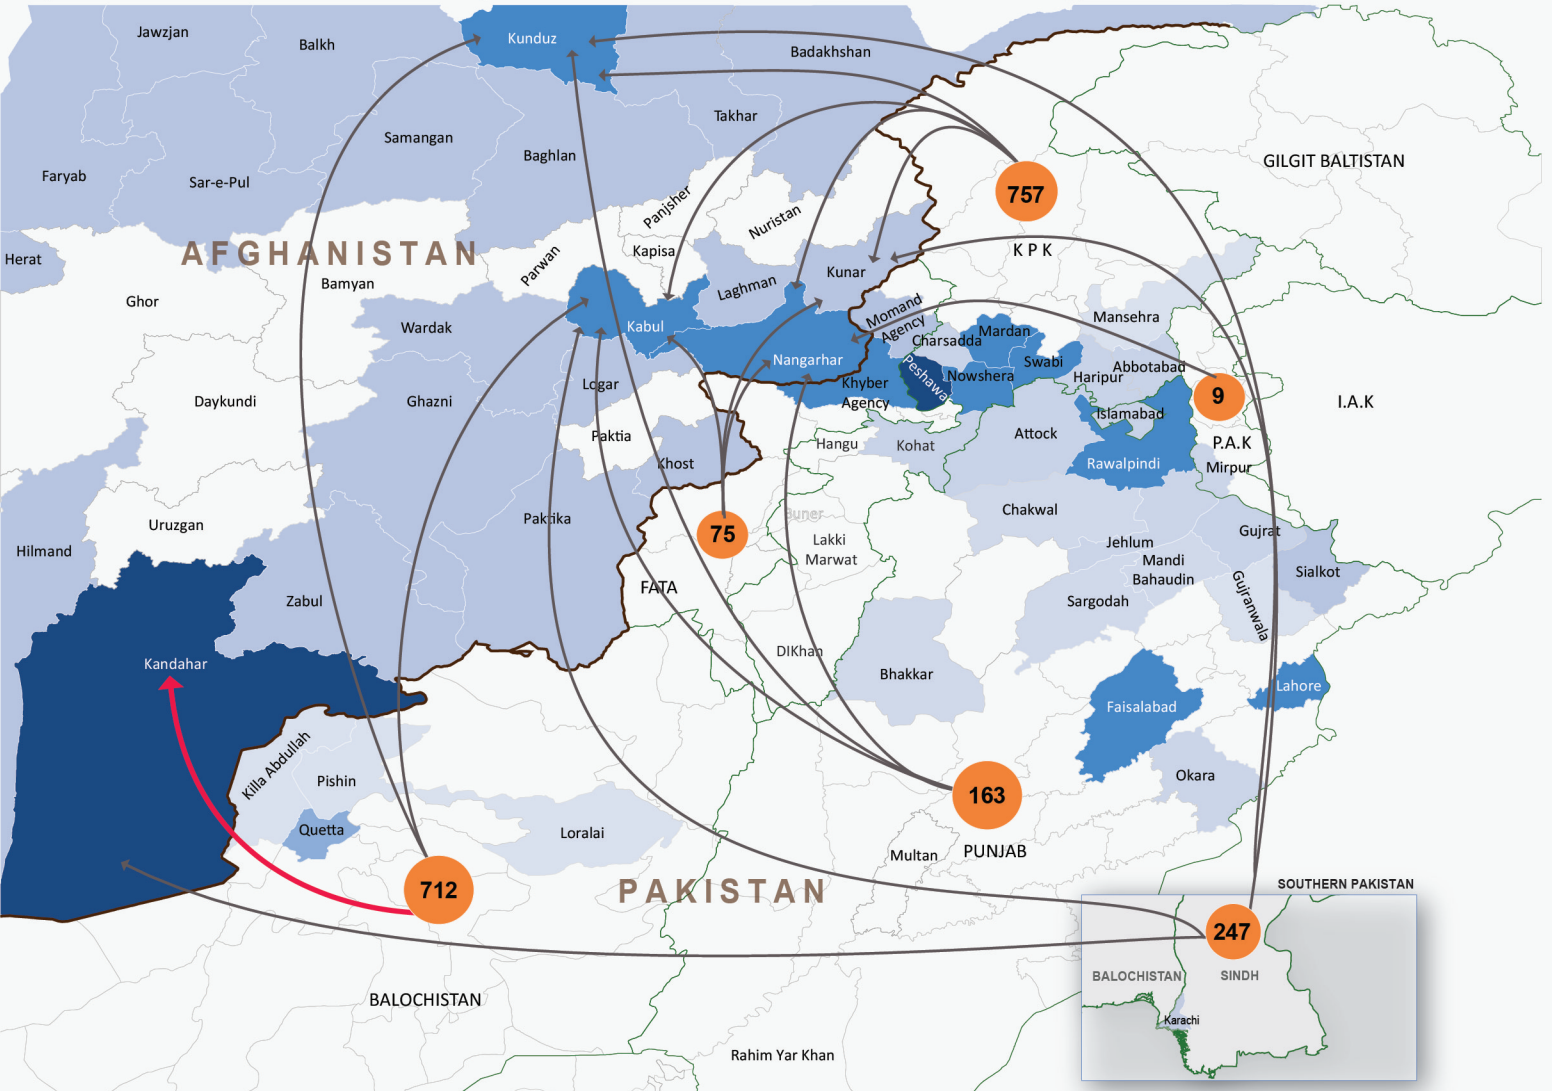 Jawzjan
Balkh
Kunduz
Badakhshan
Takhar
Samangan
Baghlan
Faryab
Sar-e-Pul
GILGIT BALTISTAN
757
Panjsher
Nuristan
AFGHANISTAN
Herat
Parwan
Kapisa
KPK
Kunar
Bamyan
Laghman
Ghor
Momand
Agency
Mansehra
Wardak
Kabul
Charsadda
Mardan
Nangarhar
Swabi
Peshawa
Nowshera
Haripur
Abbotabad
Logar
Khyber
Agency
9
Daykundi
Ghazni
I.A.K
Islamabad
Paktia
Hangu
Kohat
Attock
P.A.K
Khost
Rawalpindi
Mirpur
Uruzgan
Paktika
75
Buner
Chakwal
Hilmand
Lakki
Marwat
Jehlum
Gujrat
Mandi
Bahaudin
Sialkot
FATA
Zabul
Sargodah
Gujranwala
Kandahar
DIKhan
Bhakkar
Lahore
Faisalabad
Killa Abdullah
Pishin
Okara
163
Quetta
Loralai
Multan
PUNJAB
712
PAKISTAN
SOUTHERN PAKISTAN
247
BALOCHISTAN
SINDH
BALOCHISTAN
Karachi
Rahim Yar Khan